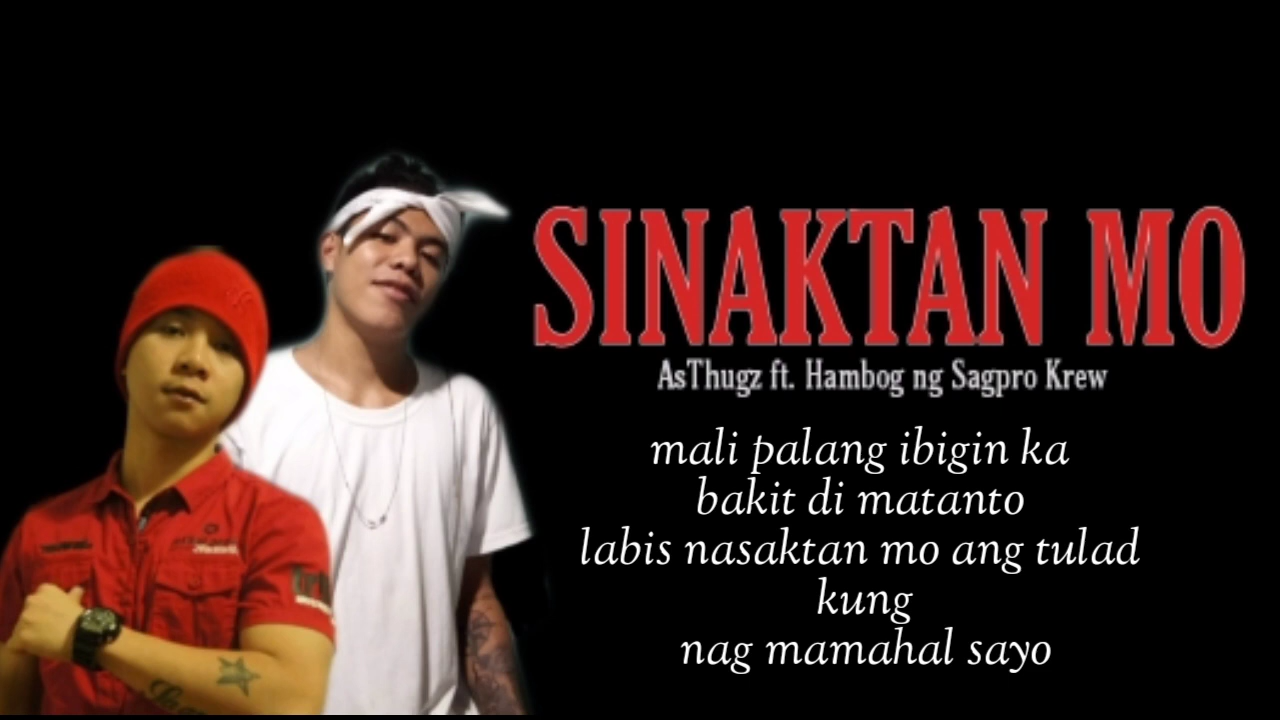 SINAKTAN MO
AsThugz ft. Hambog ng Sagpro Krew
mali palang ibigin ka
bakit di matanto
labis nasaktan mo ang tulad
kung
nag mamahal sayo